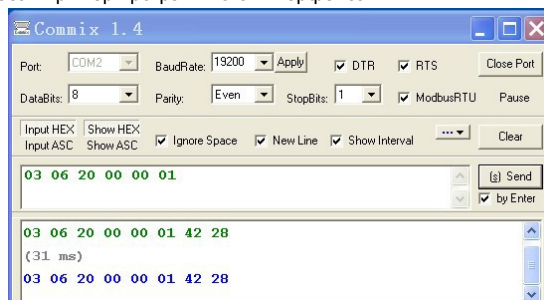 Commix 1.4
Port: COM2 BaudRate: 19200 Apply DTR RTS Close Port
DataBits: 8 Parity: Even StopBits: 1 ModbusRTU Pause
Input HEX Show HEX
Input ASC Show ASC Ignore Space New Line Show Interval ... Clear
03 06 20 00 00 01 (s) Send
by Enter
03 06 20 00 00 01 42 28
(31 ms)
03 06 20 00 00 01 42 28